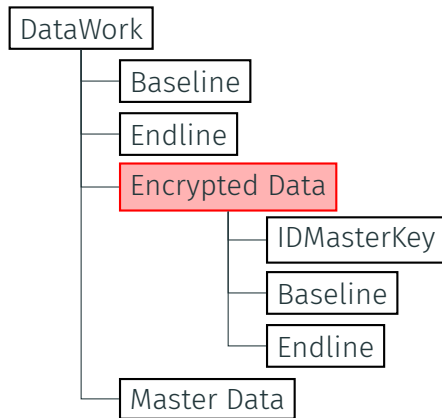 DataWork
Baseline
Endline
Encrypted Data
IDMasterKey
Baseline
Endline
Master Data